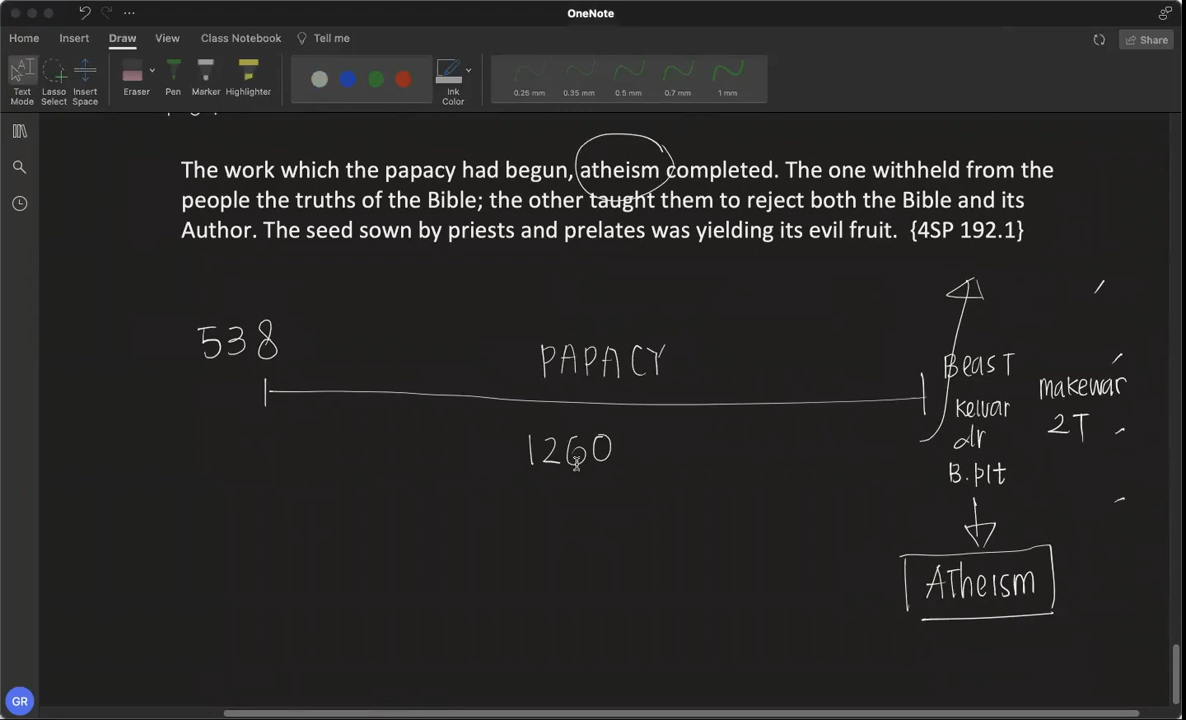 OneNote
Home Insert Draw View Class Notebook Tell me Share
Text Mode Lasso Select Insert Space Eraser Pen Marker Highlighter Ink Color 0.25 mm 0.35 mm 0.5 mm 0.7 mm 1 mm
The work which the papacy had begun, atheism completed. The one withheld from the
people the truths of the Bible; the other taught them to reject both the Bible and its
Author. The seed sown by priests and prelates was yielding its evil fruit. {4SP 192.1}
538
PAPACY
1260
Beast
makewar
2T
B.pit
Atheism
GR